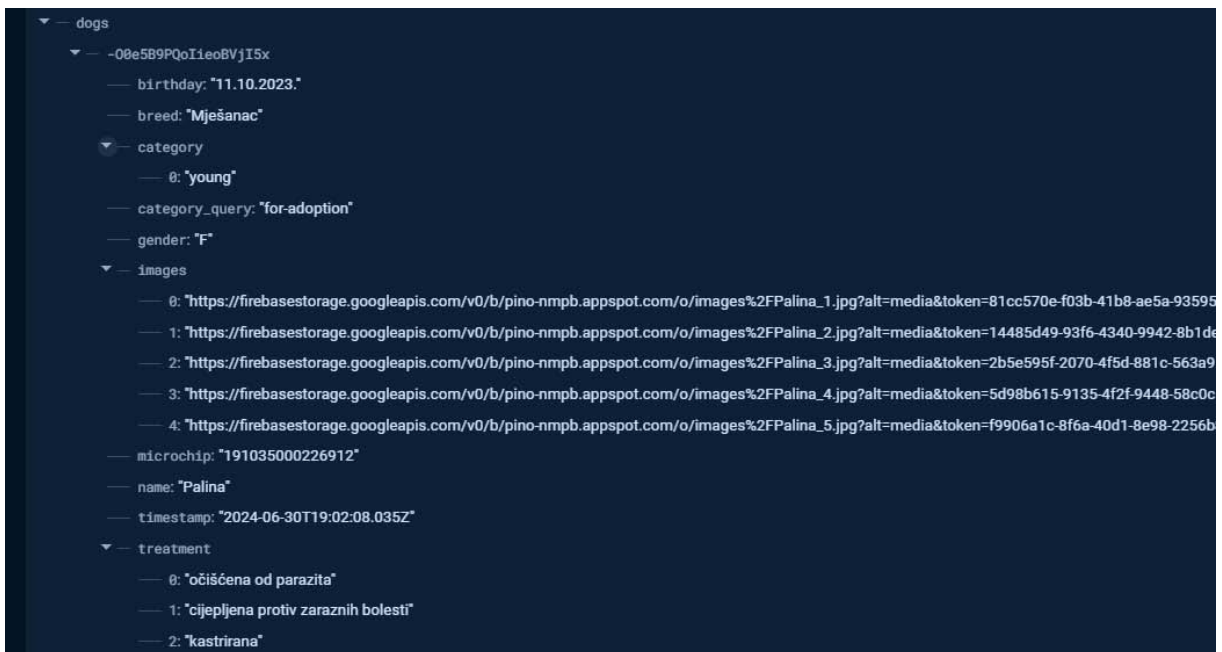 dogs
-O0e5B9PQoIieoBVjI5x
birthday: "11.10.2023."
breed: "Mješanac"
category
0: "young"
category_query: "for-adoption"
gender: "F"
images
0: "https://firebasestorage.googleapis.com/v0/b/pino-nmpb.appspot.com/o/images%2FPalina_1.jpg?alt=media&token=81cc570e-f03b-41b8-ae5a-93595
1: "https://firebasestorage.googleapis.com/v0/b/pino-nmpb.appspot.com/o/images%2FPalina_2.jpg?alt=media&token=14485d49-93f6-4340-9942-8b1de
2: "https://firebasestorage.googleapis.com/v0/b/pino-nmpb.appspot.com/o/images%2FPalina_3.jpg?alt=media&token=2b5e595f-2070-4f5d-881c-563a9
3: "https://firebasestorage.googleapis.com/v0/b/pino-nmpb.appspot.com/o/images%2FPalina_4.jpg?alt=media&token=5d98b615-9135-4f2f-9448-58c0c
4: "https://firebasestorage.googleapis.com/v0/b/pino-nmpb.appspot.com/o/images%2FPalina_5.jpg?alt=media&token=f9906a1c-8f6a-40d1-8e98-2256b
microchip: "191035000226912"
name: "Palina"
timestamp: "2024-06-30T19:02:08.035Z"
treatment
0: "očišćena od parazita"
1: "cijepljena protiv zaraznih bolesti"
2: "kastrirana"